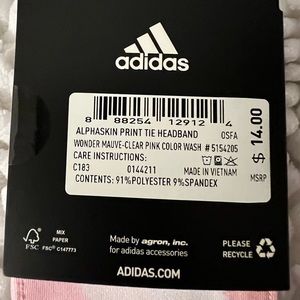 adidas
8 88254 12912 4
ALPHASKIN PRINT TIE HEADBAND OSFA
WONDER MAUVE-CLEAR PINK COLOR WASH # 5154205
CARE INSTRUCTIONS:
C183 0144211 MADE IN VIETNAM
CONTENTS: 91%POLYESTER 9%SPANDEX
$ 14.00
MSRP
FSC
MIX
PAPER
FSC® C147773
Made by agron, inc.
for adidas accessories
PLEASE
RECYCLE
ADIDAS.COM